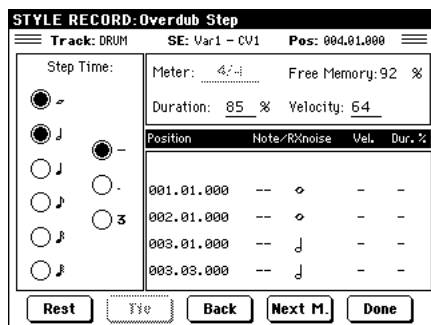 STYLE RECORD:Overdub Step
Track: DRUM SE: Var1 - CV1 Pos: 004.01.000
Step Time:
Meter: 4/4 Free Memory:92 %
Duration: 85 % Velocity: 64
Position Note/RXnoise Vel. Dur.%
- . 3
001.01.000 -- - -
002.01.000 -- - -
003.01.000 -- - -
003.03.000 -- - -
Rest Tie Back Next M. Done